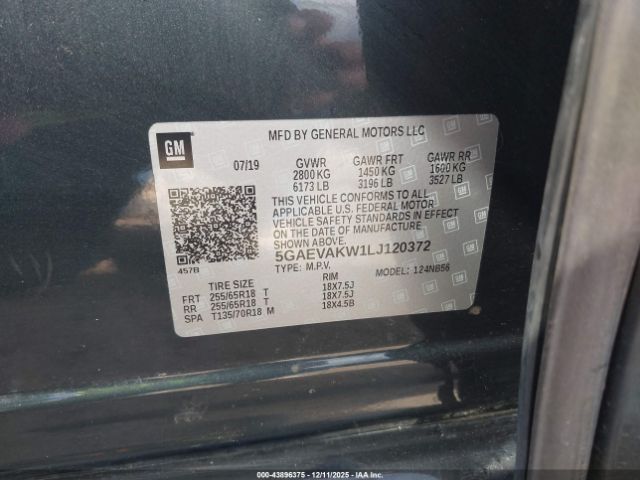 GM
MFD BY GENERAL MOTORS LLC
07/19 GVWR GAWR FRT GAWR RR
2800 KG 1450 KG 1600 KG
6173 LB 3196 LB 3527 LB
THIS VEHICLE CONFORMS TO ALL
APPLICABLE U.S. FEDERAL MOTOR
VEHICLE SAFETY STANDARDS IN EFFECT
ON THE DATE OF MANUFACTURE
SHOWN ABOVE.
5GAEVAKW1LJ120372
457B TYPE: M.P.V. MODEL: 124NB56
TIRE SIZE RIM
FRT 255/65R18 T 18X7.5J
RR 255/65R18 T 18X7.5J
SPA T135/70R18 M 18X4.5B
000-43896375 - 12/11/2025 - IAA, Inc.